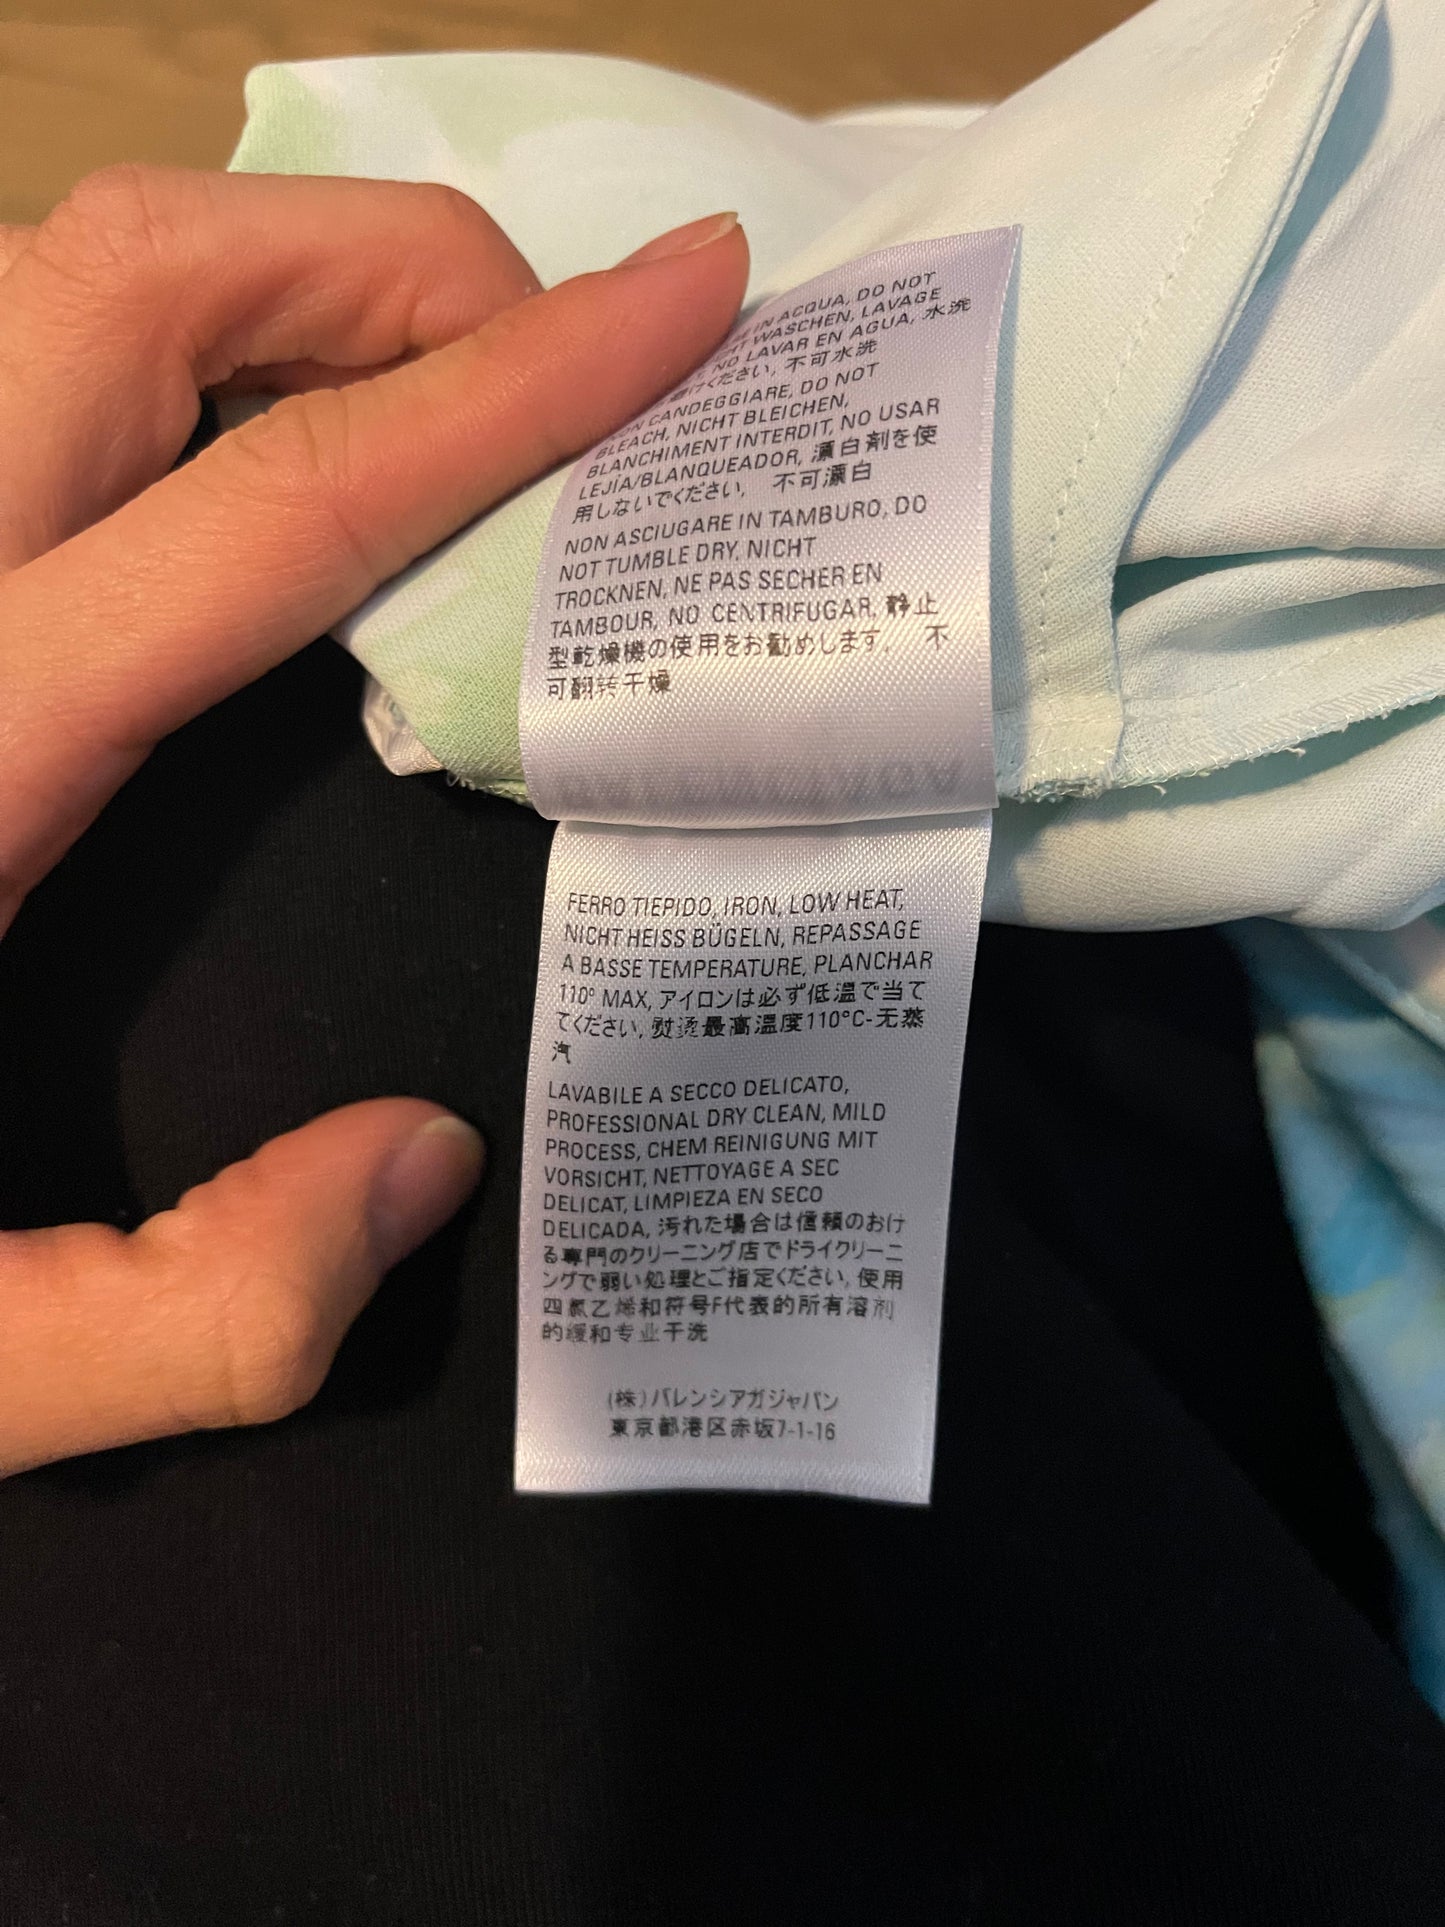 IN ACQUA, DO NOT
WASCHEN, LAVAGE
NO LAVAR EN AGUA, 水洗
ください, 不可水洗
CANDEGGIARE, DO NOT
BLEACH, NICHT BLEICHEN,
BLANCHIMENT INTERDIT, NO USAR
LEJÍA/BLANQUEADOR, 漂白剤を使
用しないでください, 不可漂白
NON ASCIUGARE IN TAMBURO, DO
NOT TUMBLE DRY, NICHT
TROCKNEN, NE PAS SECHER EN
TAMBOUR, NO CENTRIFUGAR, 静止
型乾燥機の使用をお勧めします, 不
可翻转干燥
FERRO TIEPIDO, IRON, LOW HEAT,
NICHT HEISS BÜGELN, REPASSAGE
A BASSE TEMPERATURE, PLANCHAR
110° MAX, アイロンは必ず低温で当て
てください, 熨烫最高温度110°C-无蒸
汽
LAVABILE A SECCO DELICATO,
PROFESSIONAL DRY CLEAN, MILD
PROCESS, CHEM REINIGUNG MIT
VORSICHT, NETTOYAGE A SEC
DELICAT, LIMPIEZA EN SECO
DELICADA, 汚れた場合は信頼のおけ
る専門のクリーニング店でドライクリーニ
ングで弱い処理とご指定ください, 使用
四氯乙烯和符号F代表的所有溶剂
的缓和专业干洗
(株)バレンシアガジャパン
東京都港区赤坂7-1-16